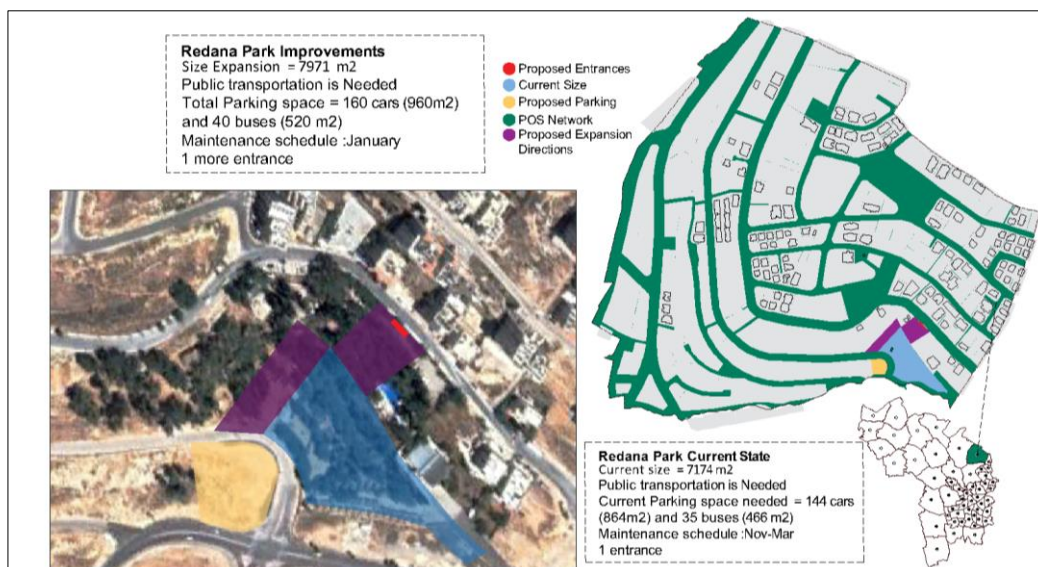 Redana Park Improvements
Size Expansion = 7971 m2
Public transportation is Needed
Total Parking space = 160 cars (960m2)
and 40 buses (520 m2)
Maintenance schedule :January
1 more entrance
Proposed Entrances
Current Size
Proposed Parking
POS Network
Proposed Expansion
Directions
Redana Park Current State
Current size = 7174 m2
Public transportation is Needed
Current Parking space needed = 144 cars
(864m2) and 35 buses (466 m2)
Maintenance schedule :Nov-Mar
1 entrance